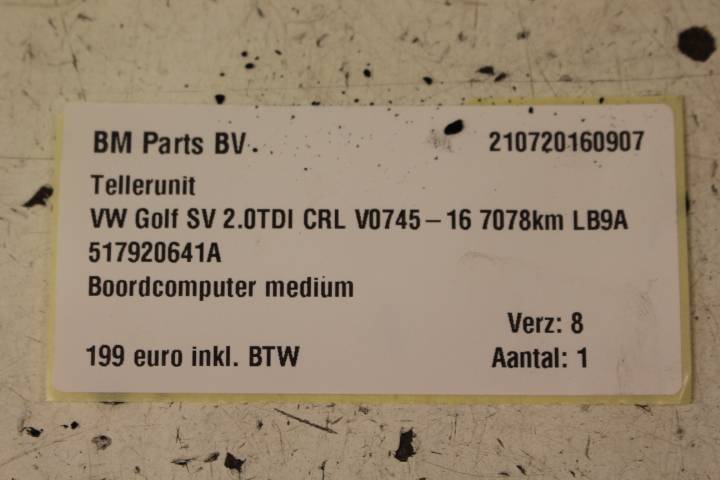 BM Parts BV. 210720160907
Tellerunit
VW Golf SV 2.0TDI CRL V0745-16 7078km LB9A
517920641A
Boordcomputer medium
Verz: 8
199 euro inkl. BTW Aantal: 1